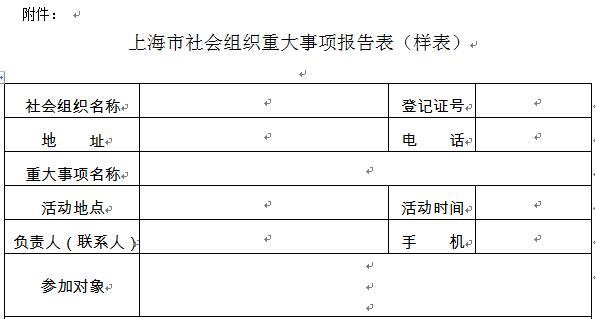 附件：
上海市社会组织重大事项报告表（样表）
社会组织名称 登记证号
地 址 电 话
重大事项名称
活动地点 活动时间
负责人（联系人） 手 机
参加对象